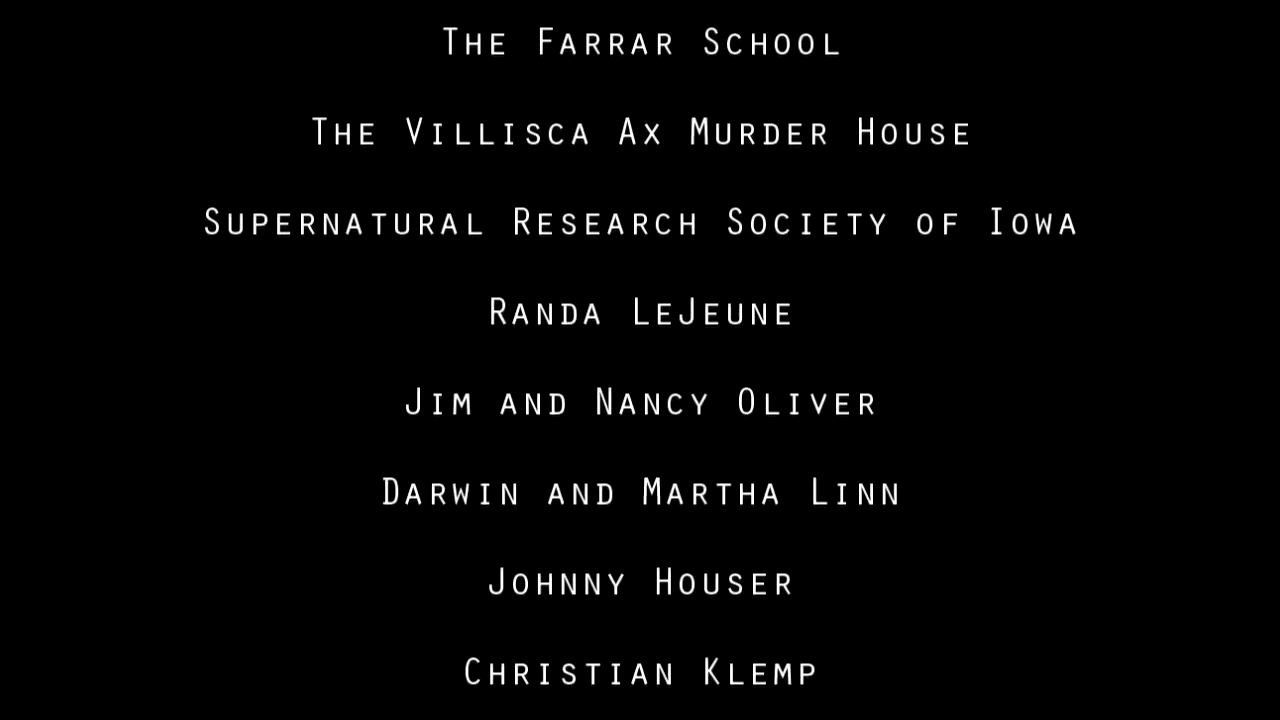 The Farrar School
The Villisca Ax Murder House
Supernatural Research Society of Iowa
Randa LeJeune
Jim and Nancy Oliver
Darwin and Martha Linn
Johnny Houser
Christian Klemp